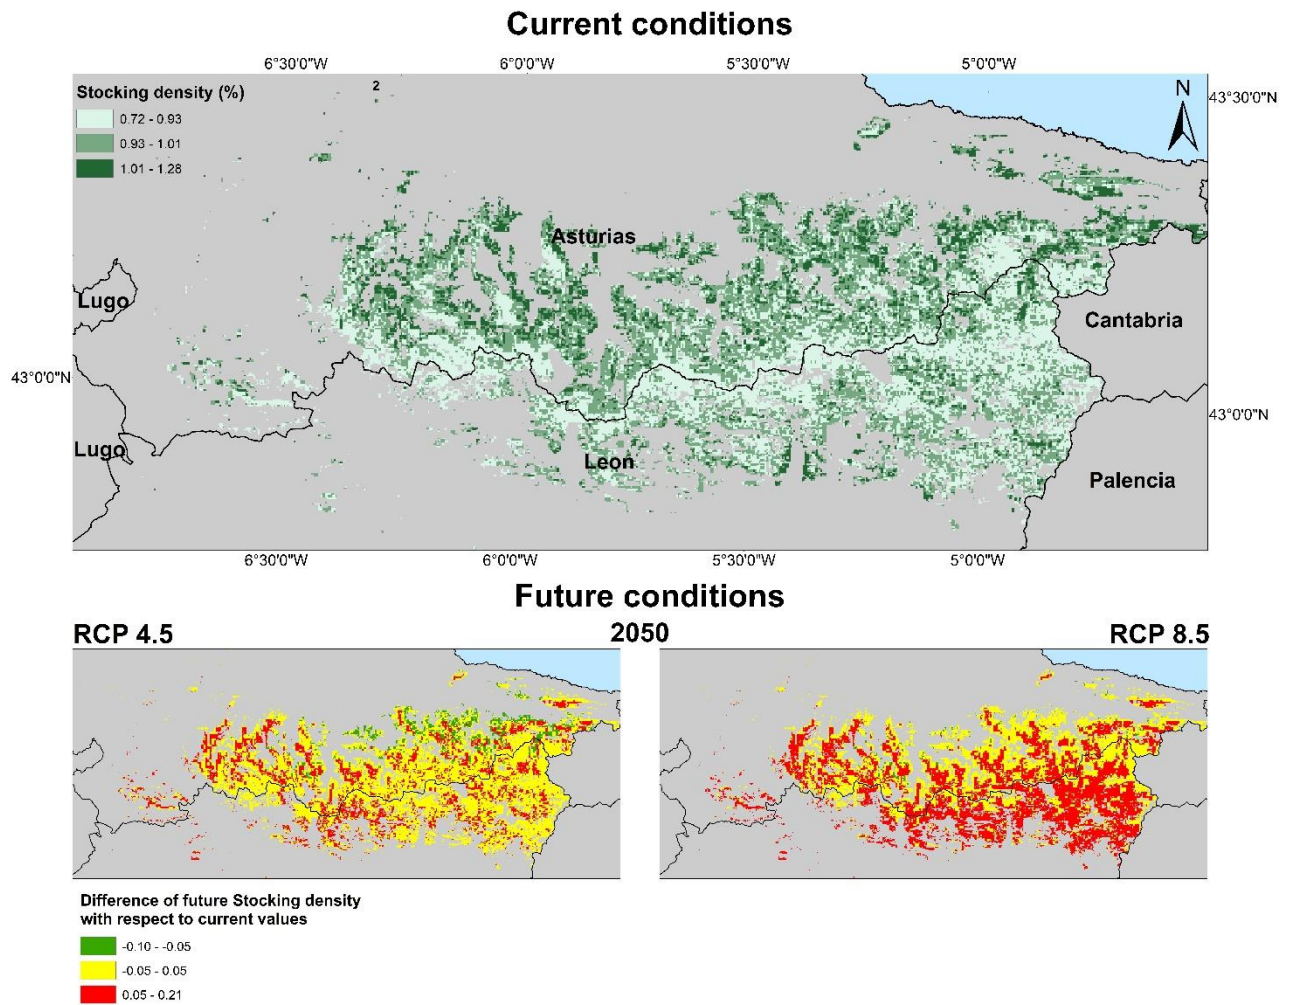 Current conditions
6°30'0"W 6°0'0"W 5°30'0"W 5°0'0"W
2
Stocking density (%)
0.72 - 0.93
0.93 - 1.01
1.01 - 1.28
N
43°30'0"N
Asturias
Lugo
Cantabria
43°0'0"N
43°0'0"N
Lugo
Leon
Palencia
6°30'0"W 6°0'0"W 5°30'0"W 5°0'0"W
Future conditions
RCP 4.5 2050 RCP 8.5
Difference of future Stocking density
with respect to current values
-0.10 - -0.05
-0.05 - 0.05
0.05 - 0.21